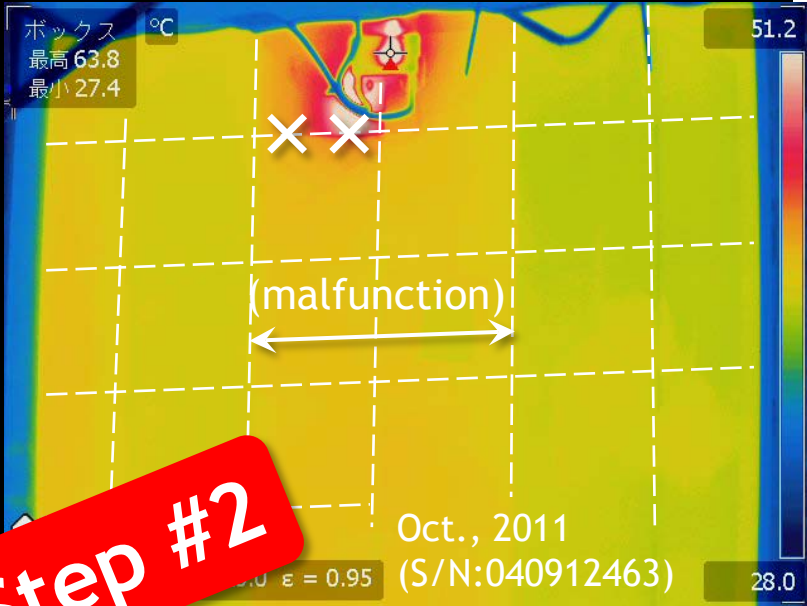 ボックス ℃ 51.2
最高 63.8
最小 27.4
(malfunction)
Step #2
Oct., 2011
(S/N:040912463)
ε = 0.95
28.0